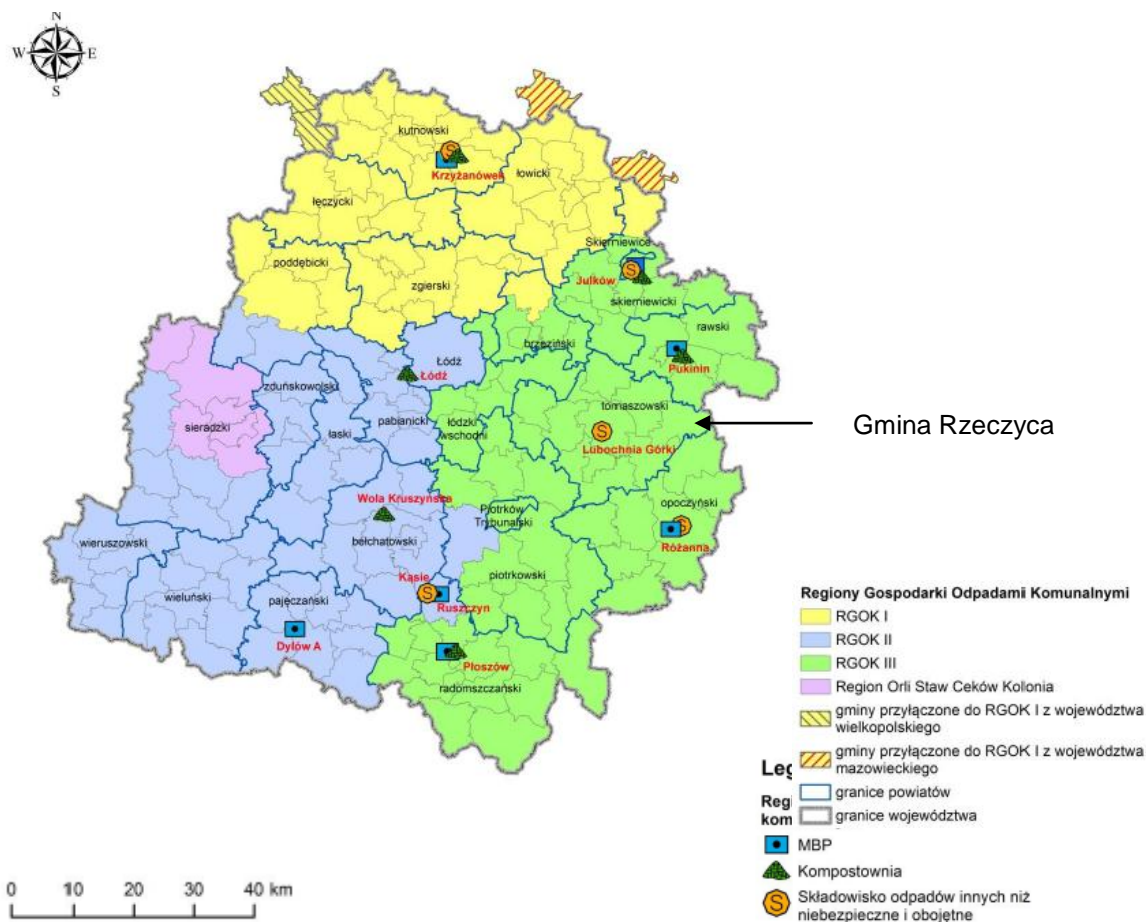 N
W E
S
kutnowski
Krzyżanówek
łowicki
łęczycki
Skierniewice
poddębicki
zgierski
Julków
skierniewicki
rawski
brzeziński
Łódź
Łódź
Pukinin
zduńskowolski
tomaszowski
sieradzki
łaski
pabianicki
łódzki
wschodni
Gmina Rzeczyca
Lubochnia Górki
Wola Kruszyńska
Piotrków
Trybunalski
opoczyński
bełchatowski
Różanna
wieruszowski
Kąsie
piotrkowski
wieluński
pajęczański
Ruszczyn
Dylów A
Płoszów
radomszczański
Regiony Gospodarki Odpadami Komunalnymi
RGOK I
RGOK II
RGOK III
Region Orli Staw Ceków Kolonia
gminy przyłączone do RGOK I z województwa
wielkopolskiego
gminy przyłączone do RGOK I z województwa
mazowieckiego
granice powiatów
granice województwa
MBP
Kompostownia
S Składowisko odpadów innych niż
niebezpieczne i obojętne
0 10 20 30 40 km